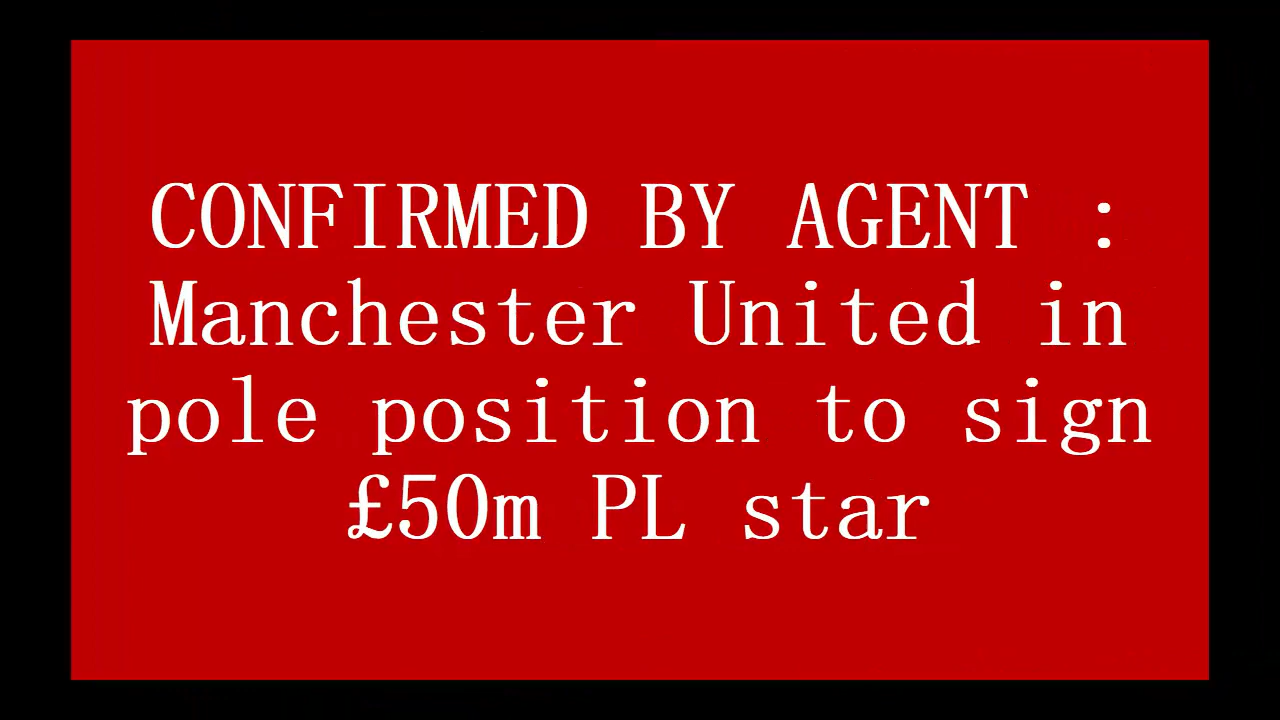 CONFIRMED BY AGENT :
Manchester United in
pole position to sign
£50m PL star